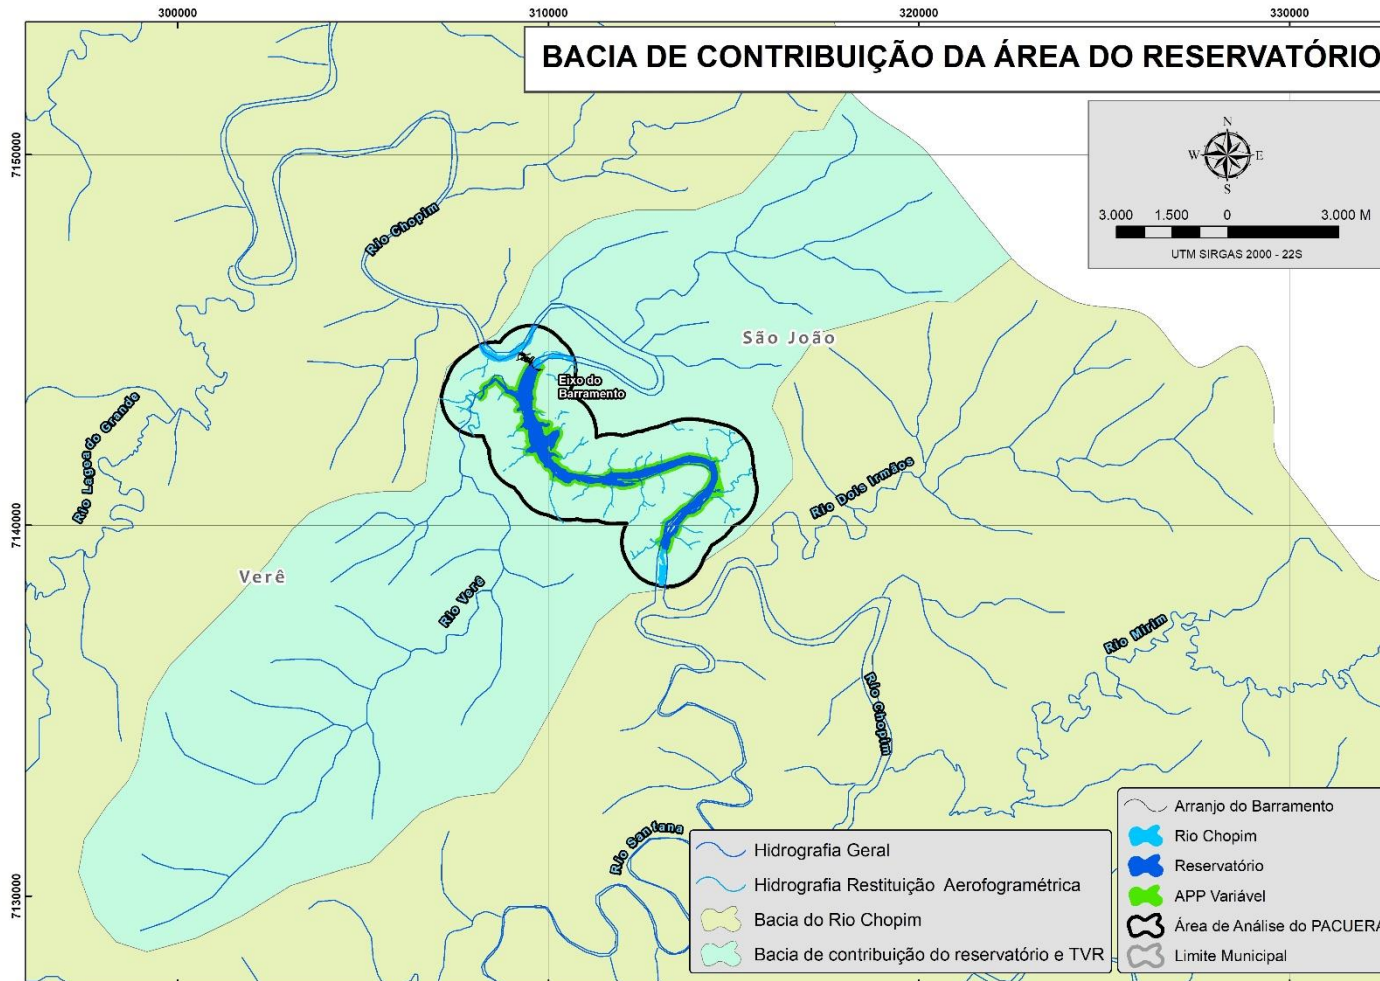 300000
310000
320000
330000
BACIA DE CONTRIBUIÇÃO DA ÁREA DO RESERVATÓRIO
N
W
E
S
3.000 1.500 0 3.000 M
UTM SIRGAS 2000 - 22S
7150000
Rio Chopim
São João
Eixo do
Barramento
Rio Lagea do Grande
Rio Dois Irmãos
7140000
Verê
Rio Verê
Rio Mirim
Rio Chopim
Rio Santana
7130000
Hidrografia Geral
Hidrografia Restituição Aerofogramétrica
Bacia do Rio Chopim
Bacia de contribuição do reservatório e TVR
Arranjo do Barramento
Rio Chopim
Reservatório
APP Variável
Área de Análise do PACUERA
Limite Municipal